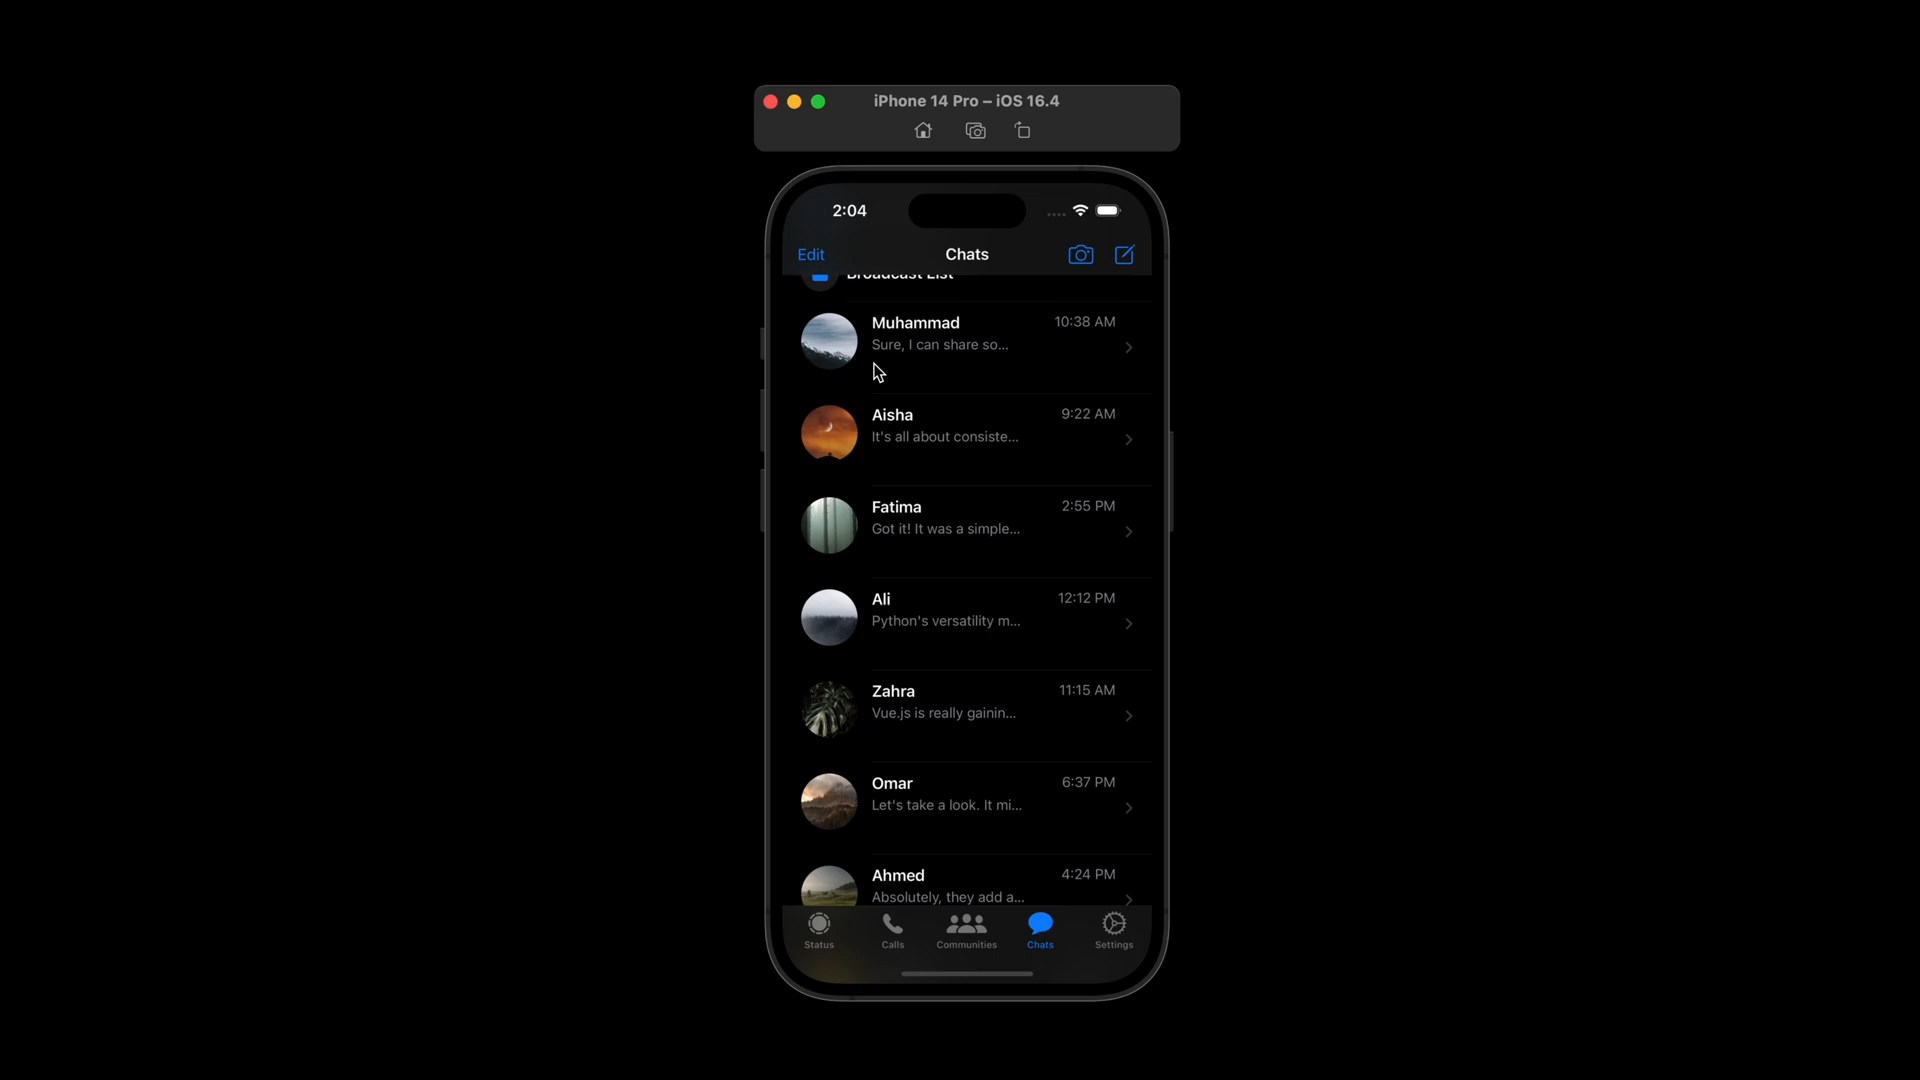 iPhone 14 Pro – iOS 16.4
2:04
Edit
Chats
Broadcast List
Muhammad
10:38 AM
Sure, I can share so...
Aisha
9:22 AM
It's all about consiste...
Fatima
2:55 PM
Got it! It was a simple...
Ali
12:12 PM
Python's versatility m...
Zahra
11:15 AM
Vue.js is really gainin...
Omar
6:37 PM
Let's take a look. It mi...
Ahmed
4:24 PM
Absolutely, they add a...
Status
Calls
Communities
Chats
Settings